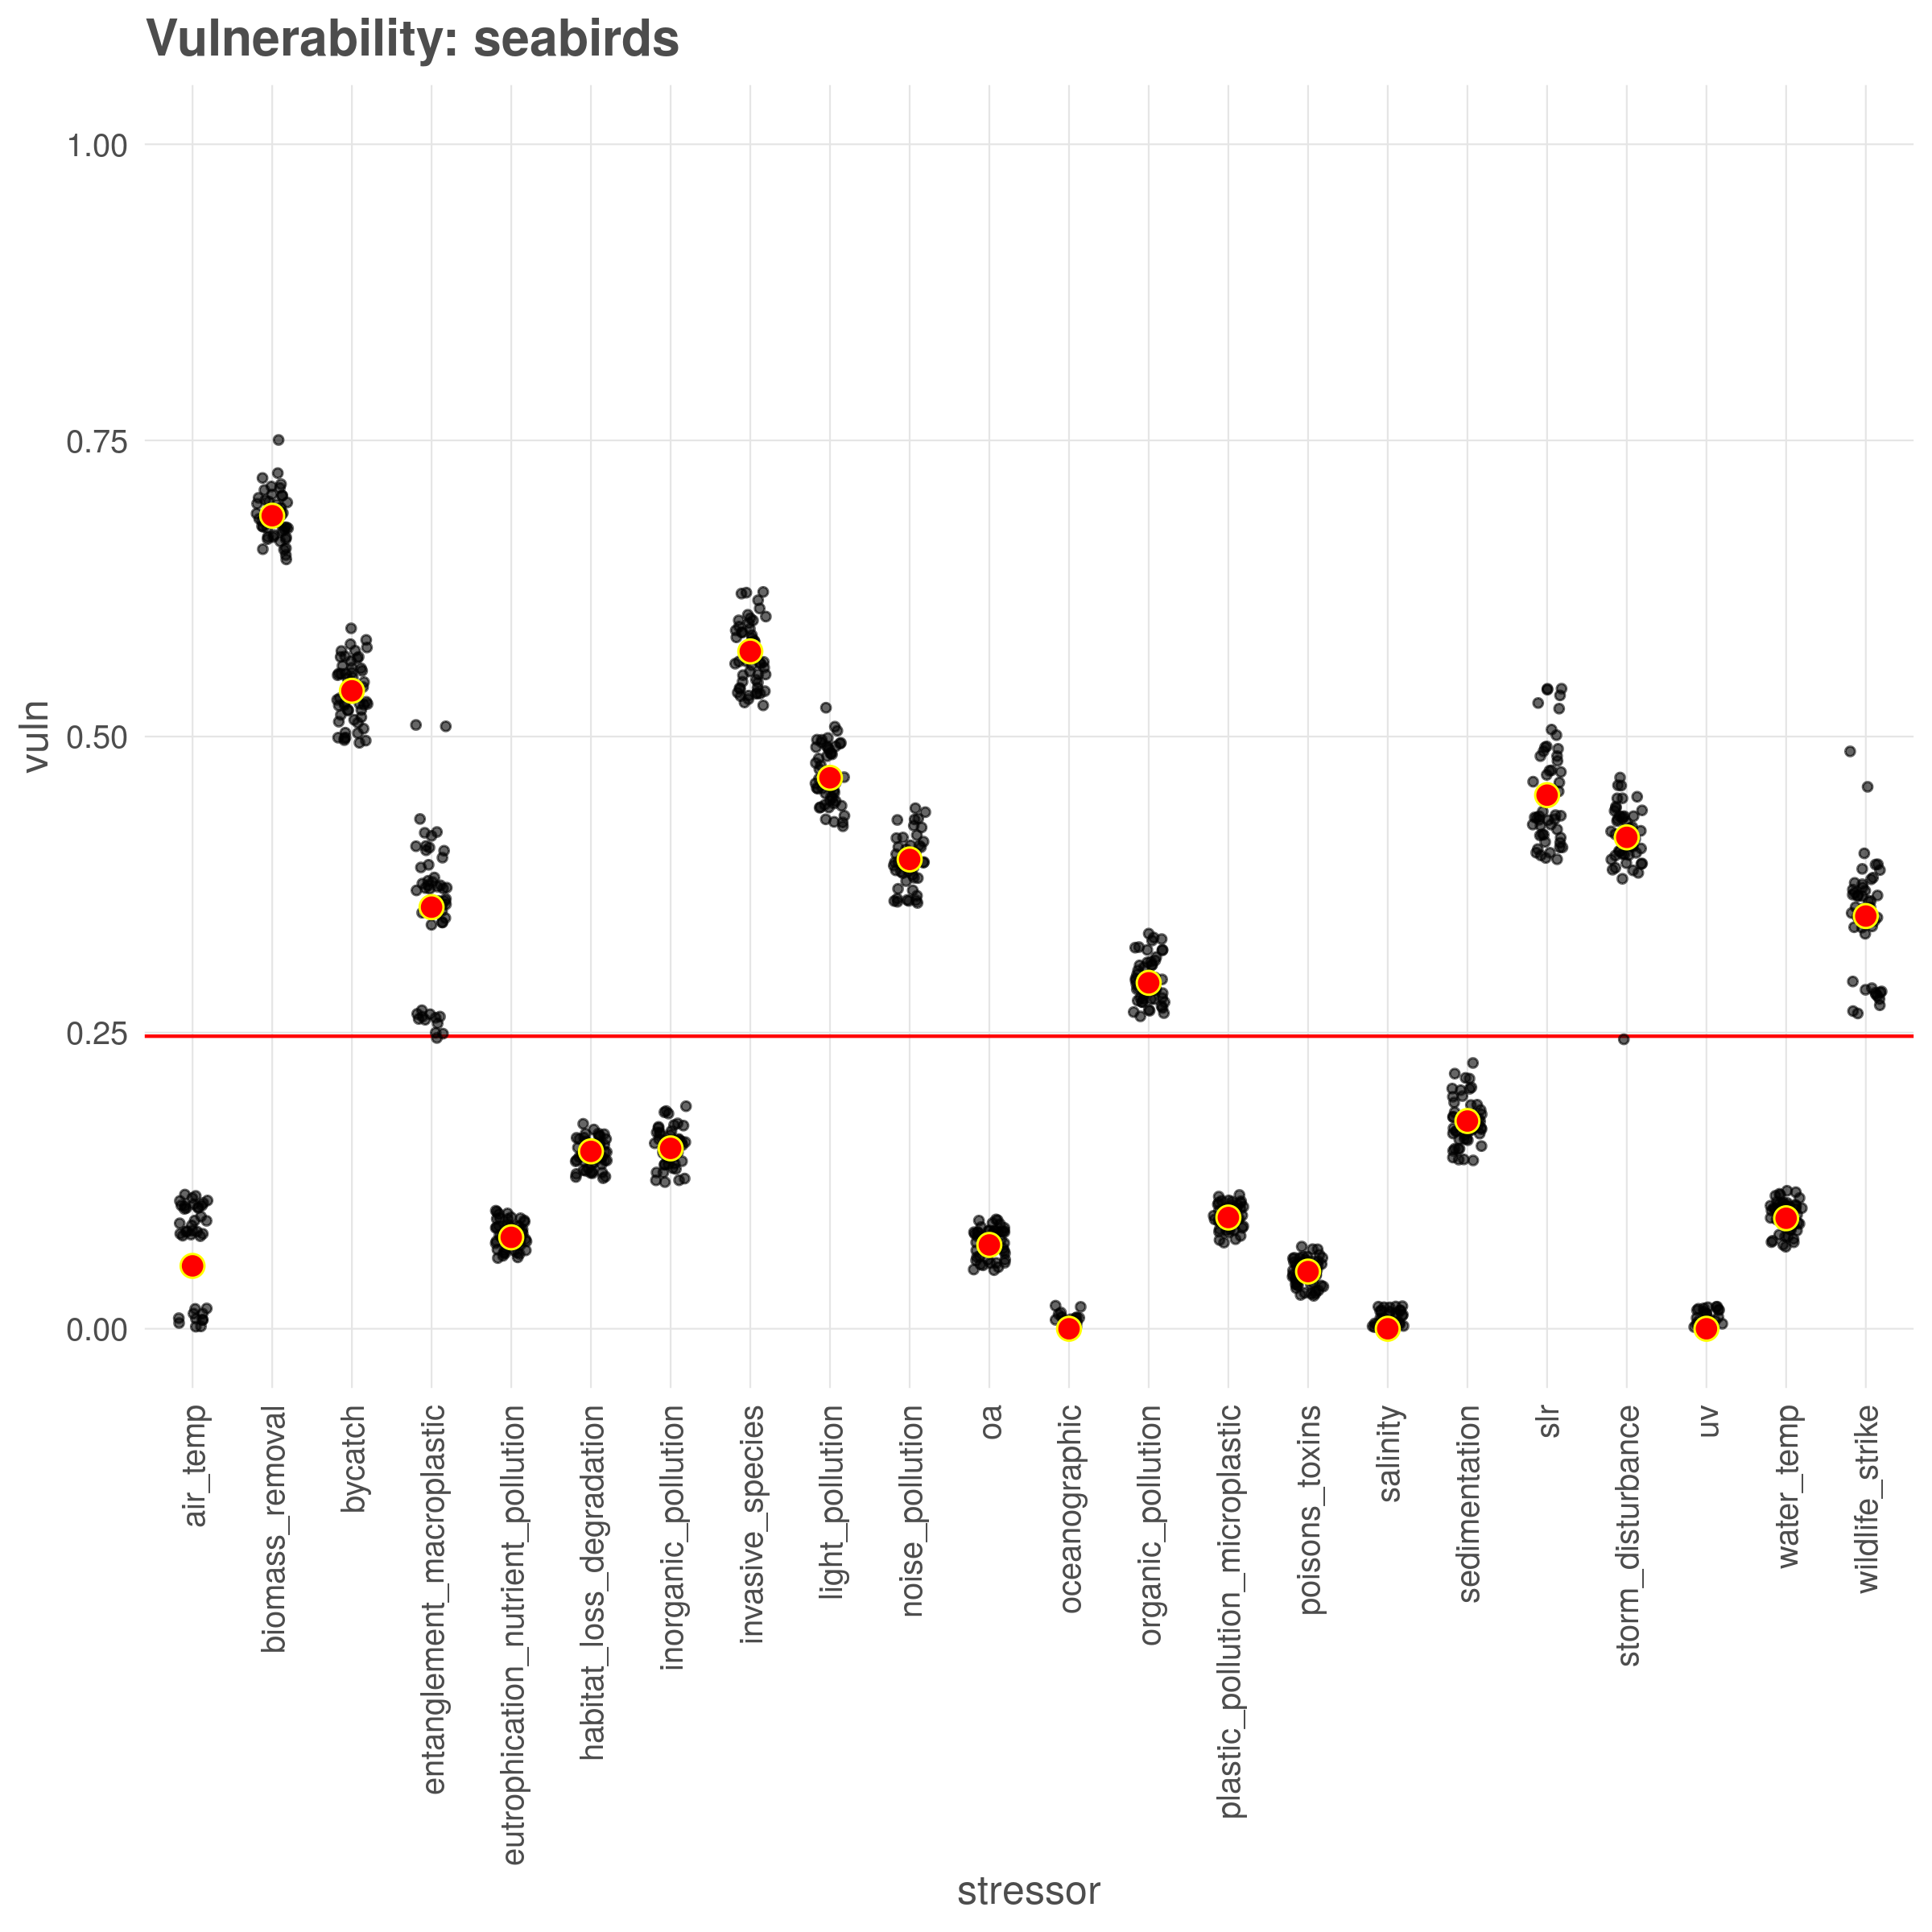 Vulnerability: seabirds
1.00
0.75
0.50
0.25
0.00
vuln
air_temp
biomass_removal
bycatch
entanglement_macroplastic
eutrophication_nutrient_pollution
habitat_loss_degradation
inorganic_pollution
invasive_species
light_pollution
noise_pollution
oa
oceanographic
organic_pollution
plastic_pollution_microplastic
poisons_toxins
salinity
sedimentation
slr
storm_disturbance
uv
water_temp
wildlife_strike
stressor